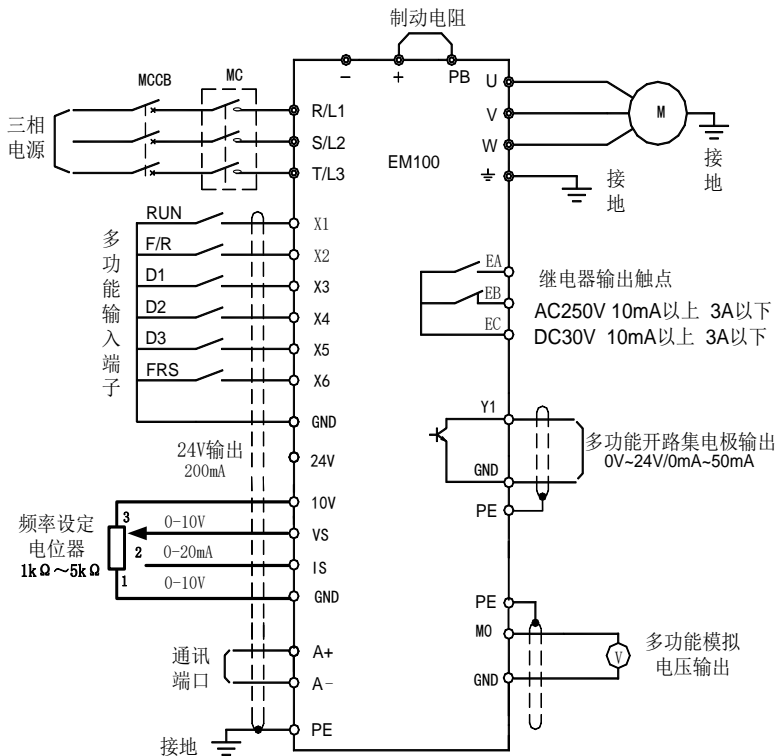 制动电阻
-
+
PB
MCCB
MC
三相
电源
R/L1
S/L2
T/L3
EM100
U
V
W
M
接
地
接
地
多
功
能
输
入
端
子
RUN
F/R
D1
D2
D3
FRS
X1
X2
X3
X4
X5
X6
GND
24V输出
200mA
24V
EA
EB
EC
继电器输出触点
AC250V 10mA以上 3A以下
DC30V 10mA以上 3A以下
Y1
GND
PE
多功能开路集电极输出
0V~24V/0mA~50mA
频率设定
电位器
1kΩ～5kΩ
3
2
1
0-10V
0-20mA
0-10V
10V
VS
IS
GND
通讯
端口
A+
A-
PE
接地
PE
MO
GND
V
多功能模拟
电压输出